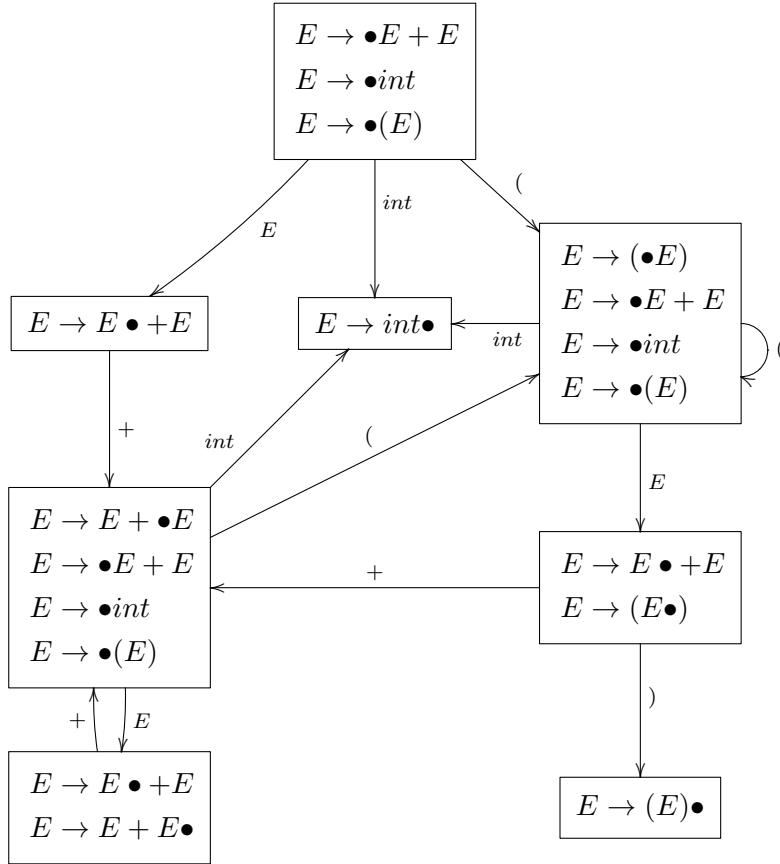 E → •E + E
E → •int
E → •(E)
E
int
(
E → (•E)
E → •E + E
E → •int
E → •(E)
(
E → E • +E
E → int•
int
+
int
(
E
E → E + •E
E → •E + E
E → •int
E → •(E)
+
E → E • +E
E → (E•)
+
E
)
E → E • +E
E → E + E•
E → (E)•